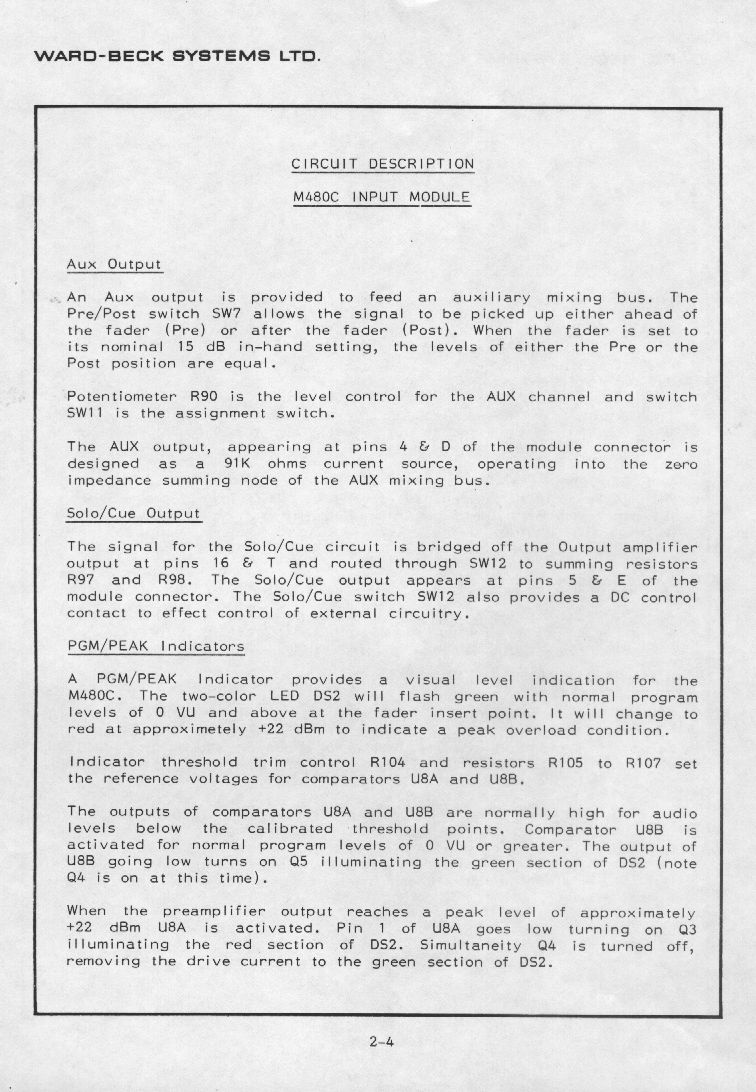 WARD-BECK SYSTEMS LTD.
CIRCUIT DESCRIPTION
M480C INPUT MODULE
Aux Output
An Aux output is provided to feed an auxiliary mixing bus. The
Pre/Post switch SW7 allows the signal to be picked up either ahead of
the fader (Pre) or after the fader (Post). When the fader is set to
its nominal 15 dB in-hand setting, the levels of either the Pre or the
Post position are equal.
Potentiometer R90 is the level control for the AUX channel and switch
SW11 is the assignment switch.
The AUX output, appearing at pins 4 & D of the module connector is
designed as a 91K ohms current source, operating into the zero
impedance summing node of the AUX mixing bus.
Solo/Cue Output
The signal for the Solo/Cue circuit is bridged off the Output amplifier
output at pins 16 & T and routed through SW12 to summing resistors
R97 and R98. The Solo/Cue output appears at pins 5 & E of the
module connector. The Solo/Cue switch SW12 also provides a DC control
contact to effect control of external circuitry.
PGM/PEAK Indicators
A PGM/PEAK Indicator provides a visual level indication for the
M480C. The two-color LED DS2 will flash green with normal program
levels of 0 VU and above at the fader insert point. It will change to
red at approximetely +22 dBm to indicate a peak overload condition.
Indicator threshold trim control R104 and resistors R105 to R107 set
the reference voltages for comparators U8A and U8B.
The outputs of comparators U8A and U8B are normally high for audio
levels below the calibrated threshold points. Comparator U8B is
activated for normal program levels of 0 VU or greater. The output of
U8B going low turns on Q5 illuminating the green section of DS2 (note
Q4 is on at this time).
When the preamplifier output reaches a peak level of approximately
+22 dBm U8A is activated. Pin 1 of U8A goes low turning on Q3
illuminating the red section of DS2. Simultaneity Q4 is turned off,
removing the drive current to the green section of DS2.
2-4